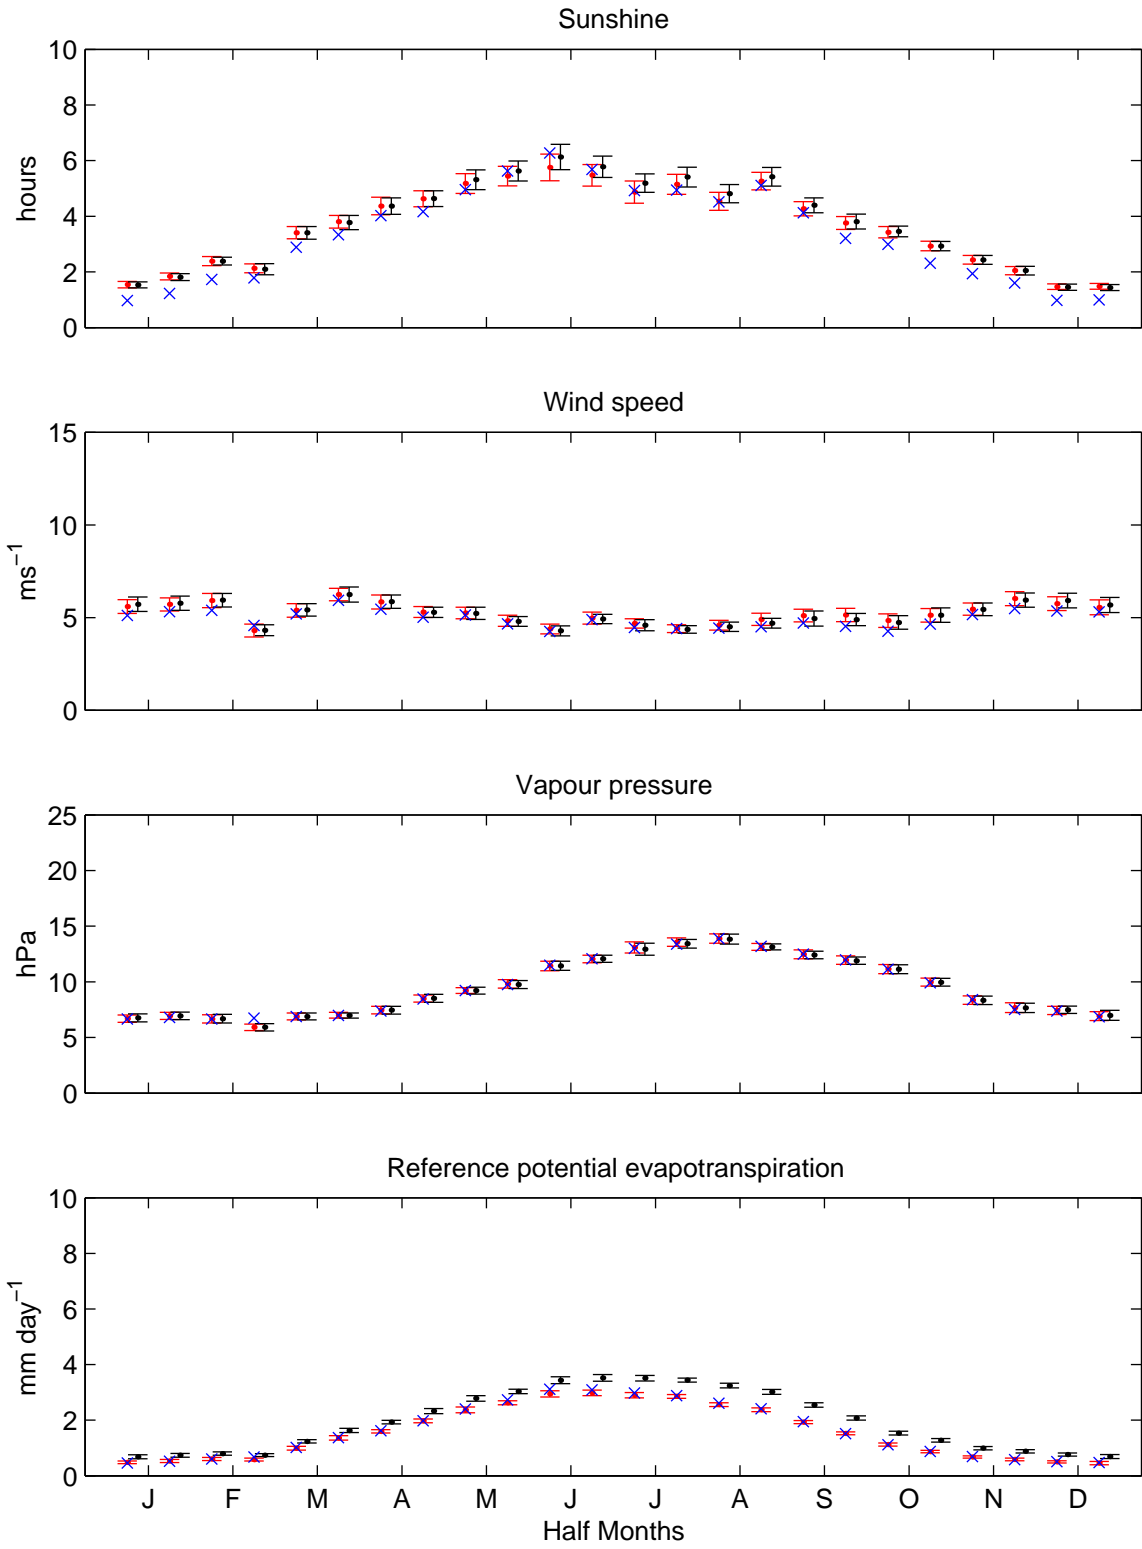 Sunshine
10
8
6
4
2
0
hours
Wind speed
15
10
5
0
ms⁻¹
Vapour pressure
25
20
15
10
5
0
hPa
Reference potential evapotranspiration
10
8
6
4
2
0
mm day⁻¹
J F M A M J J A S O N D
Half Months